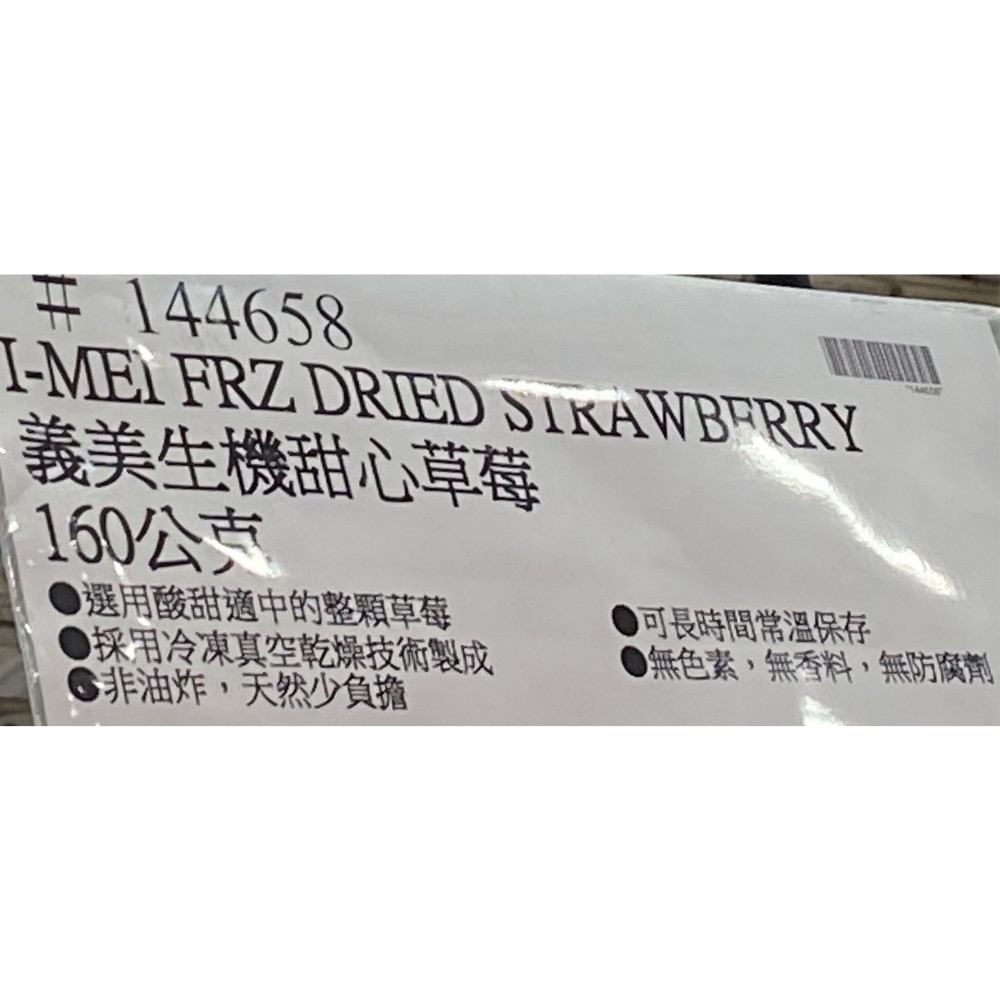 # 144658
I-MEI FRZ DRIED STRAWBERRY
義美生機甜心草莓
160公克
●選用酸甜適中的整顆草莓
●採用冷凍真空乾燥技術製成
●非油炸，天然少負擔
●可長時間常溫保存
●無色素，無香料，無防腐劑